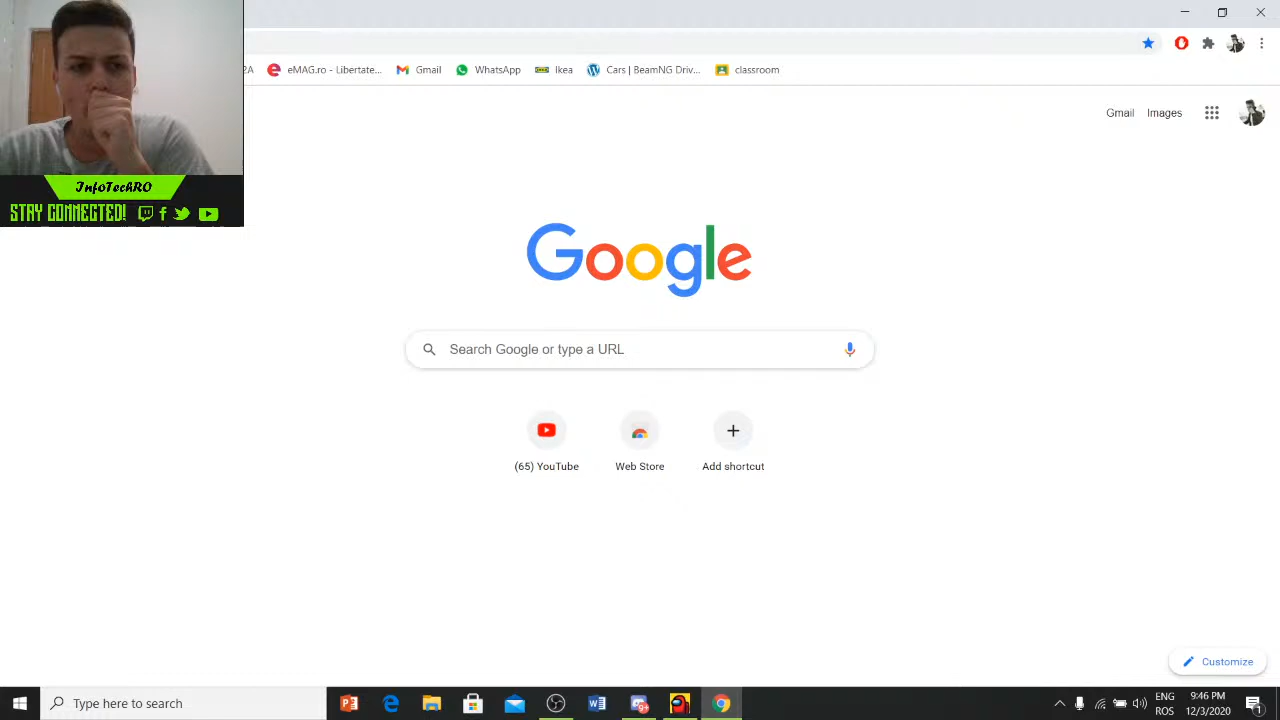 InfoTechRO
STAY CONNECTED!
eMAG.ro - Libertate...
Gmail
WhatsApp
Ikea
Cars | BeamNG Driv...
classroom
Gmail
Images
Google
Search Google or type a URL
(65) YouTube
Web Store
Add shortcut
Customize
Type here to search
ENG
ROS
9:46 PM
12/3/2020
1